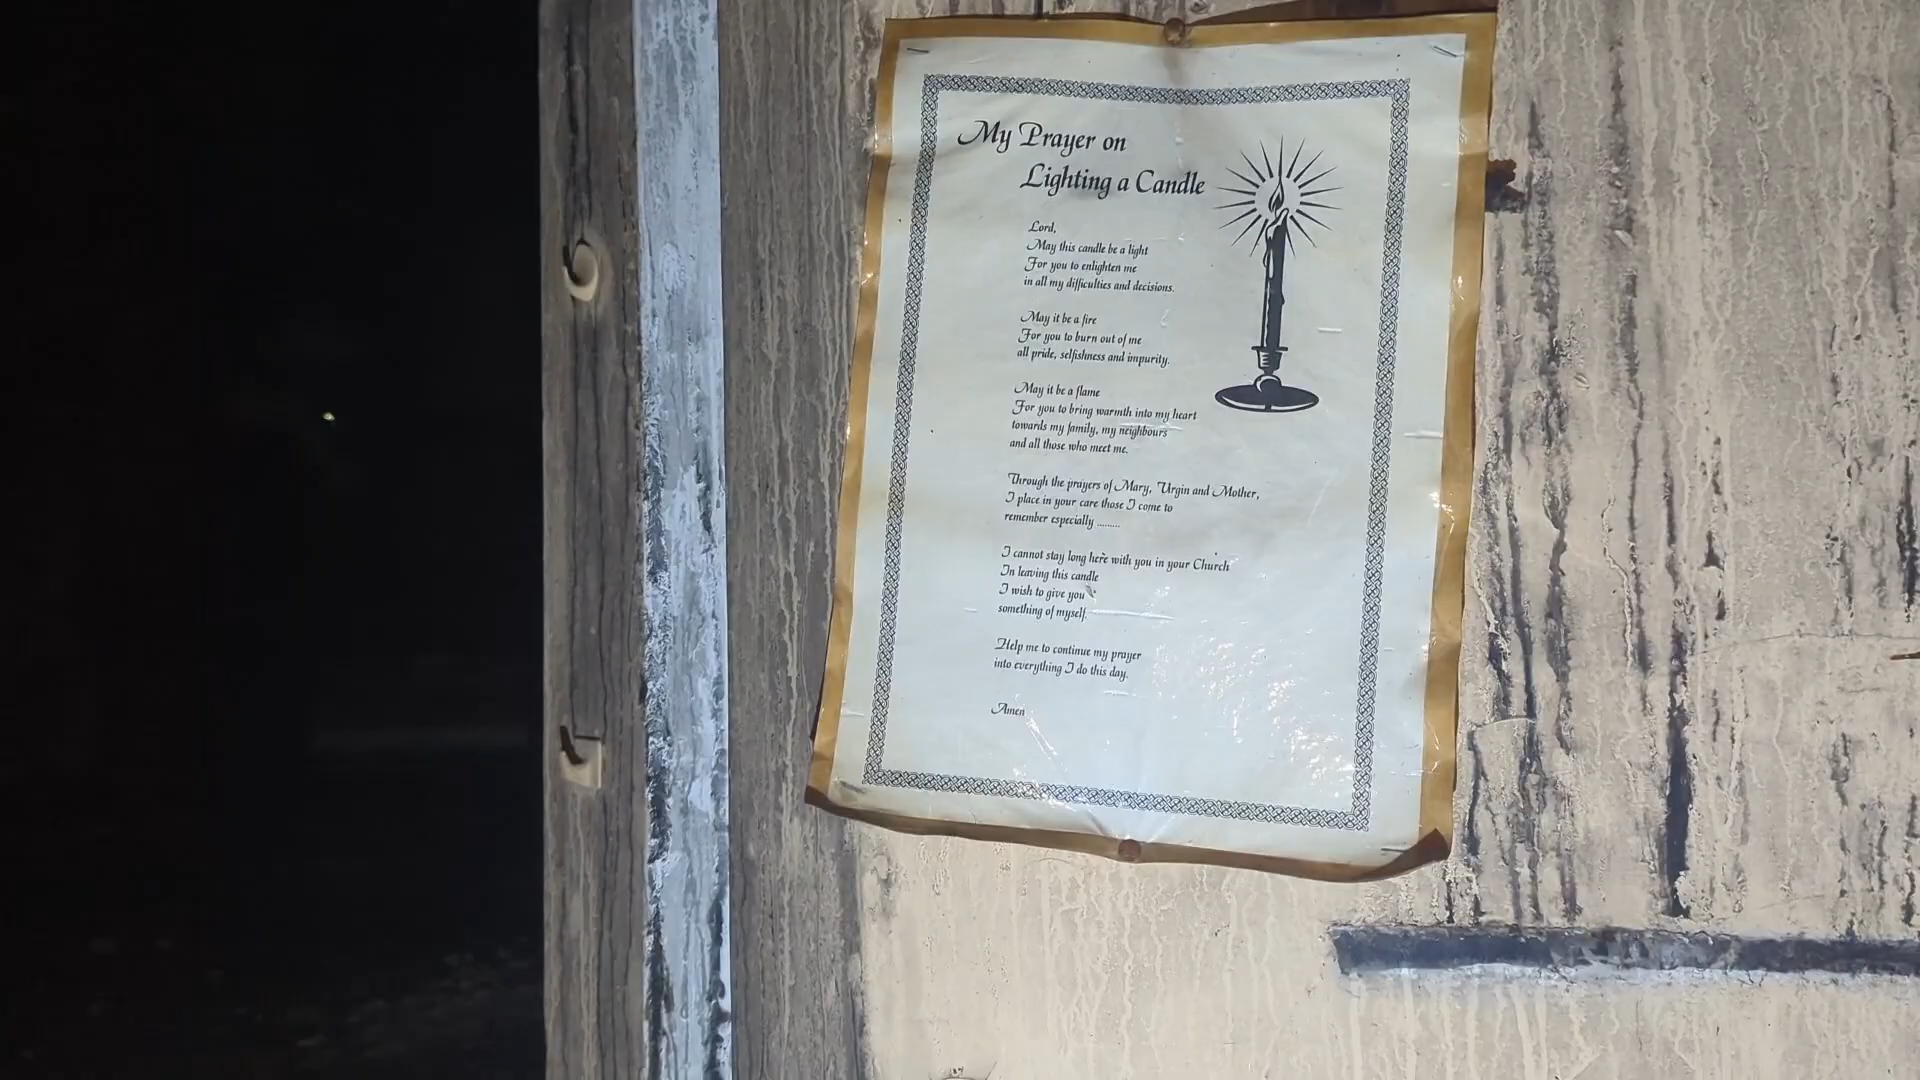 My Prayer on
Lighting a Candle
Lord,
May this candle be a light
For you to enlighten me
in all my difficulties and decisions.
May it be a fire
For you to burn out of me
all pride, selfishness and impurity.
May it be a flame
For you to bring warmth into my heart
towards my family, my neighbours
and all those who meet me.
Through the prayers of Mary, Virgin and Mother,
I place in your care those I come to
remember especially .........
I cannot stay long here with you in your Church
In leaving this candle
I wish to give you
something of myself.
Help me to continue my prayer
into everything I do this day.
Amen